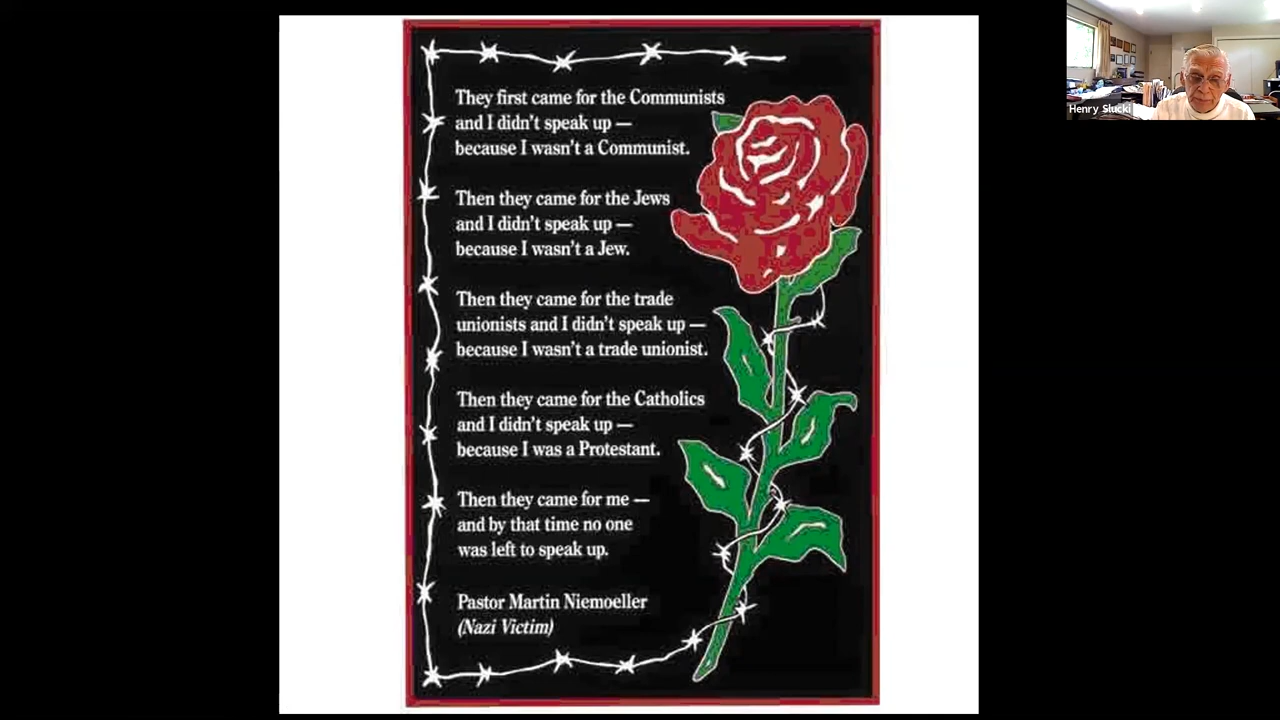 They first came for the Communists
and I didn't speak up —
because I wasn't a Communist.
Then they came for the Jews
and I didn't speak up —
because I wasn't a Jew.
Then they came for the trade
unionists and I didn't speak up —
because I wasn't a trade unionist.
Then they came for the Catholics
and I didn't speak up —
because I was a Protestant.
Then they came for me —
and by that time no one
was left to speak up.
Pastor Martin Niemoeller
(Nazi Victim)
Henry Slucki